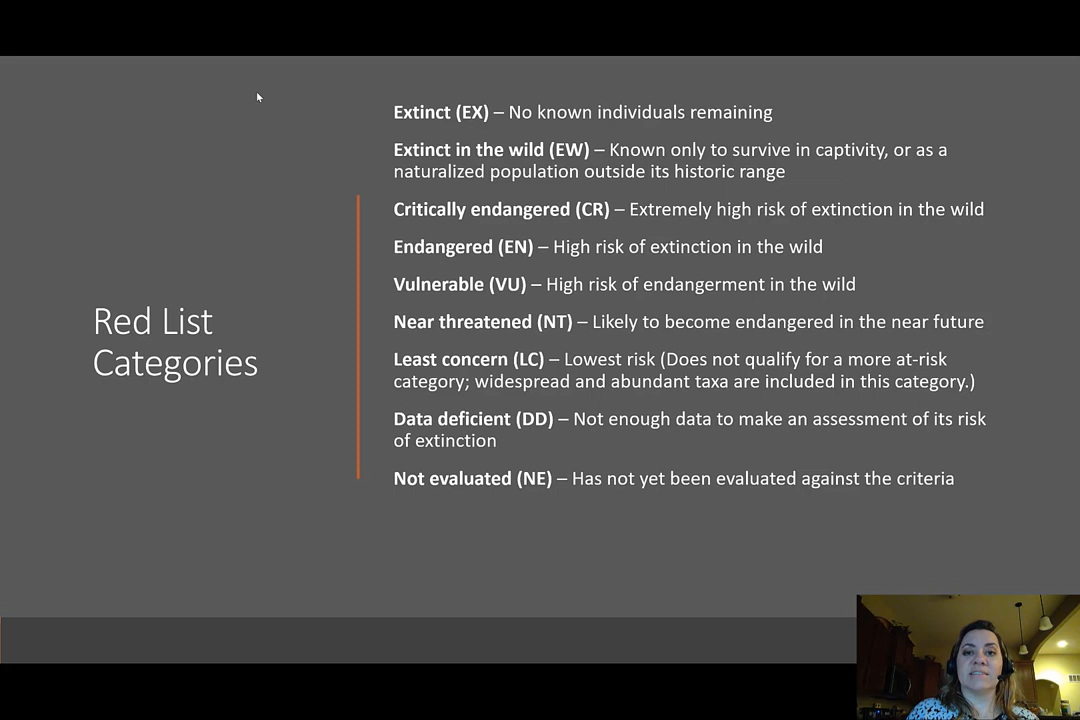 Red List
Categories
Extinct (EX) – No known individuals remaining
Extinct in the wild (EW) – Known only to survive in captivity, or as a
naturalized population outside its historic range
Critically endangered (CR) – Extremely high risk of extinction in the wild
Endangered (EN) – High risk of extinction in the wild
Vulnerable (VU) – High risk of endangerment in the wild
Near threatened (NT) – Likely to become endangered in the near future
Least concern (LC) – Lowest risk (Does not qualify for a more at-risk
category; widespread and abundant taxa are included in this category.)
Data deficient (DD) – Not enough data to make an assessment of its risk
of extinction
Not evaluated (NE) – Has not yet been evaluated against the criteria